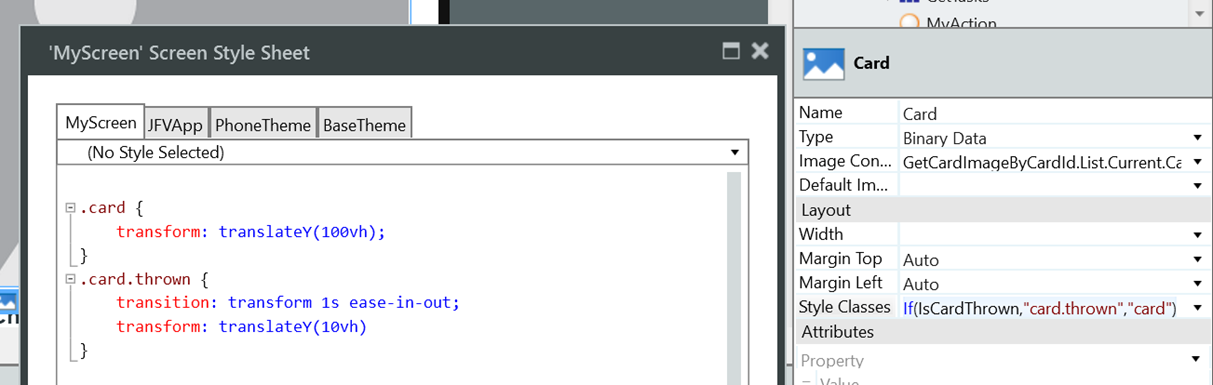 'MyScreen' Screen Style Sheet
MyScreen
JFVApp
PhoneTheme
BaseTheme
(No Style Selected)
.card {
transform: translateY(100vh);
}
.card.thrown {
transition: transform 1s ease-in-out;
transform: translateY(10vh)
}
GetTasks
MyAction
Card
Name Card
Type Binary Data
Image Con... GetCardImageByCardId.List.Current.Ca
Default Im...
Layout
Width
Margin Top Auto
Margin Left Auto
Style Classes If(IsCardThrown,"card.thrown","card")
Attributes
Property
Value